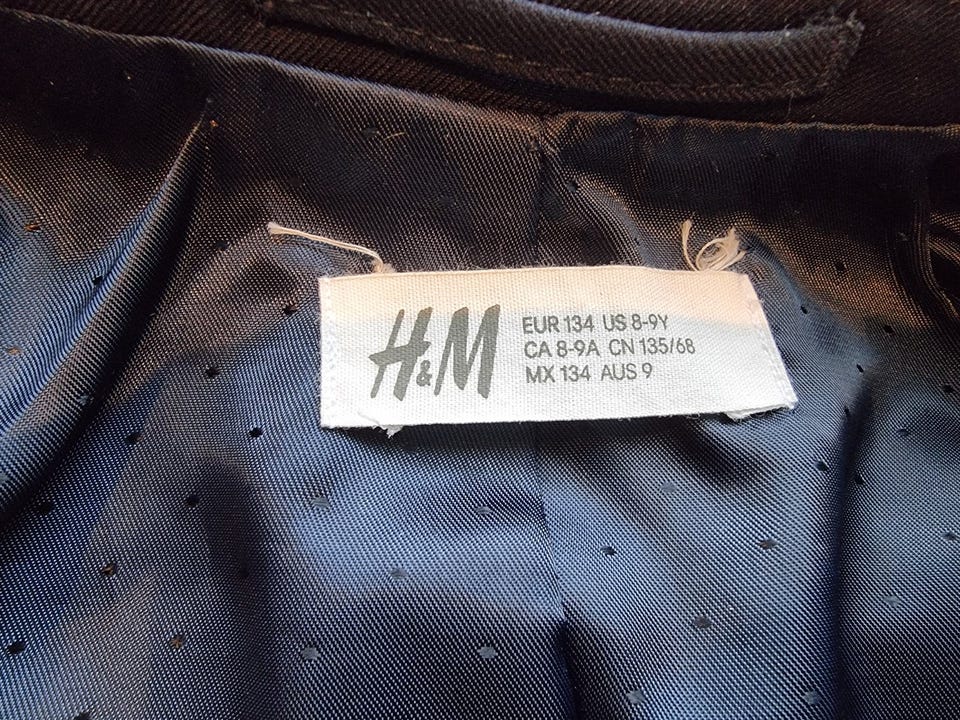 H&M
EUR 134 US 8-9Y
CA 8-9A CN 135/68
MX 134 AUS 9